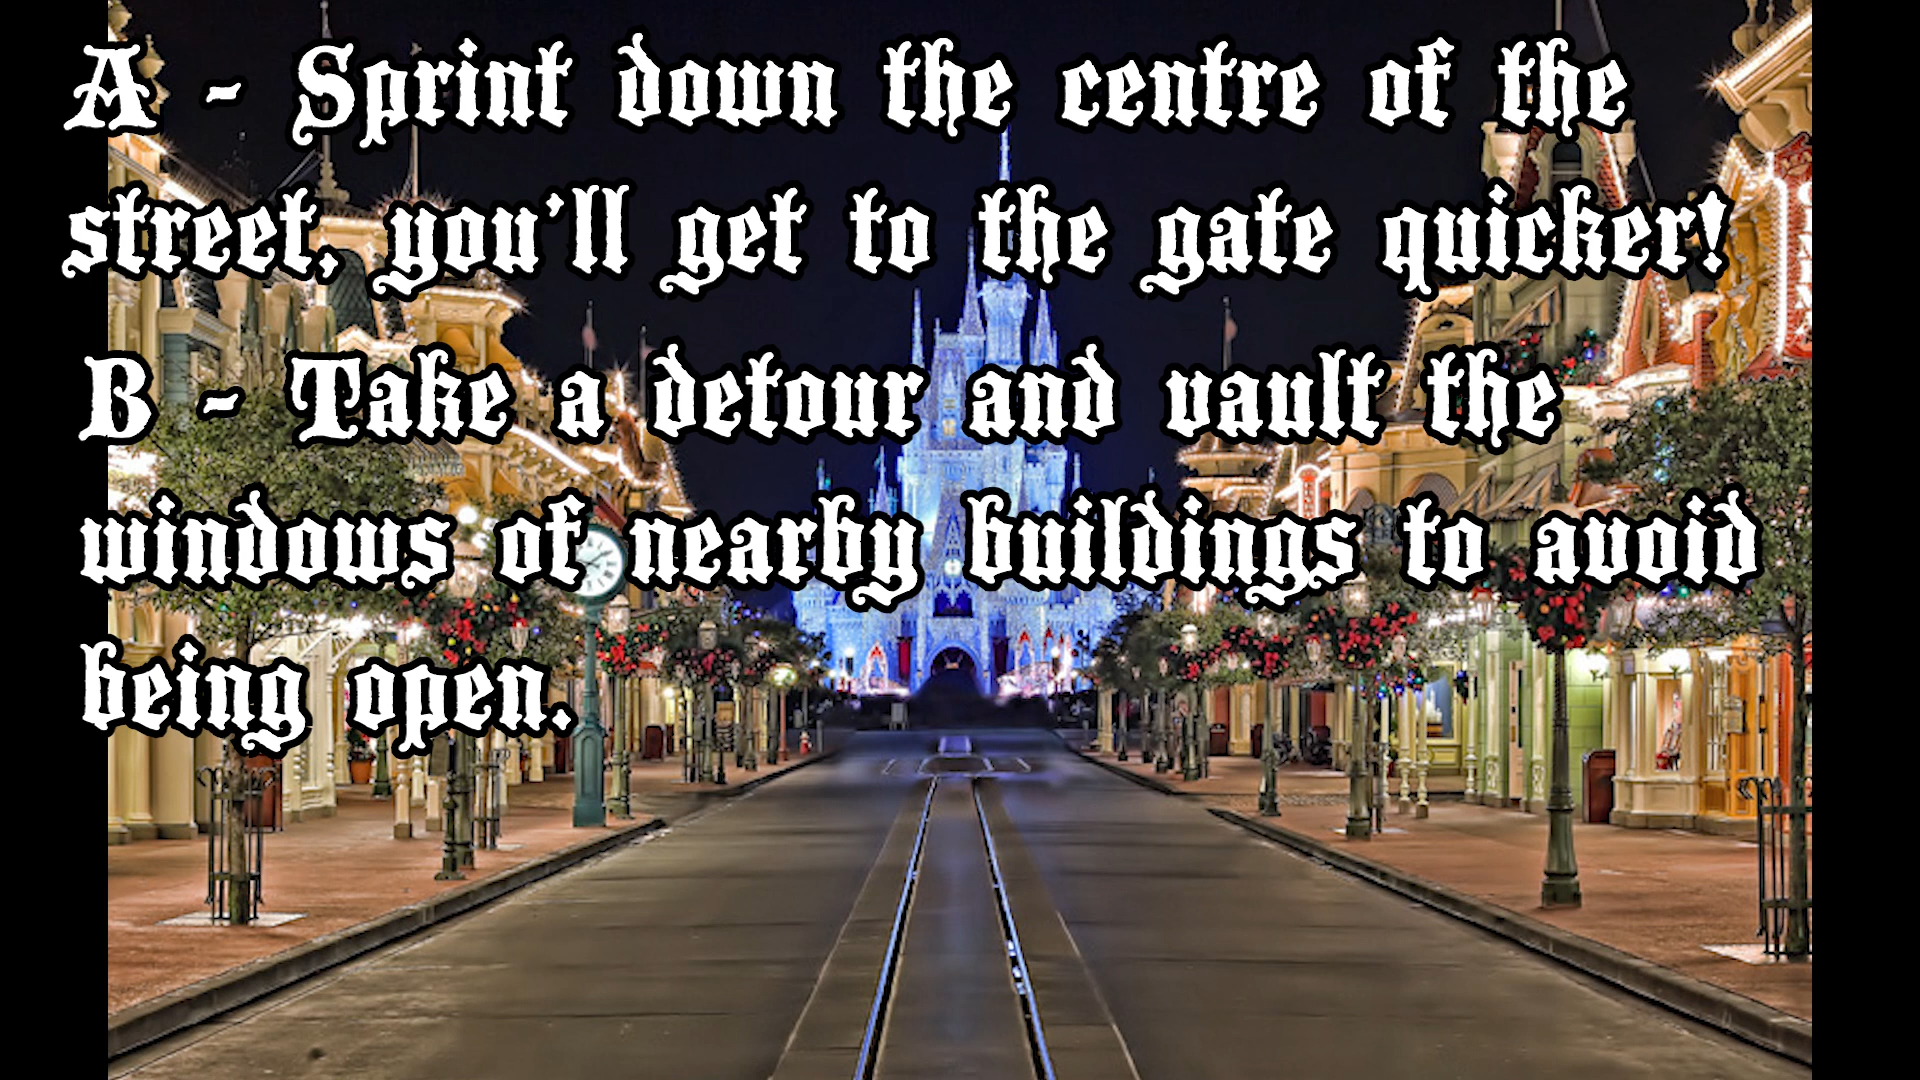 A - Sprint down the centre of the
street, you'll get to the gate quicker!
B - Take a detour and vault the
windows of nearby buildings to avoid
being open.